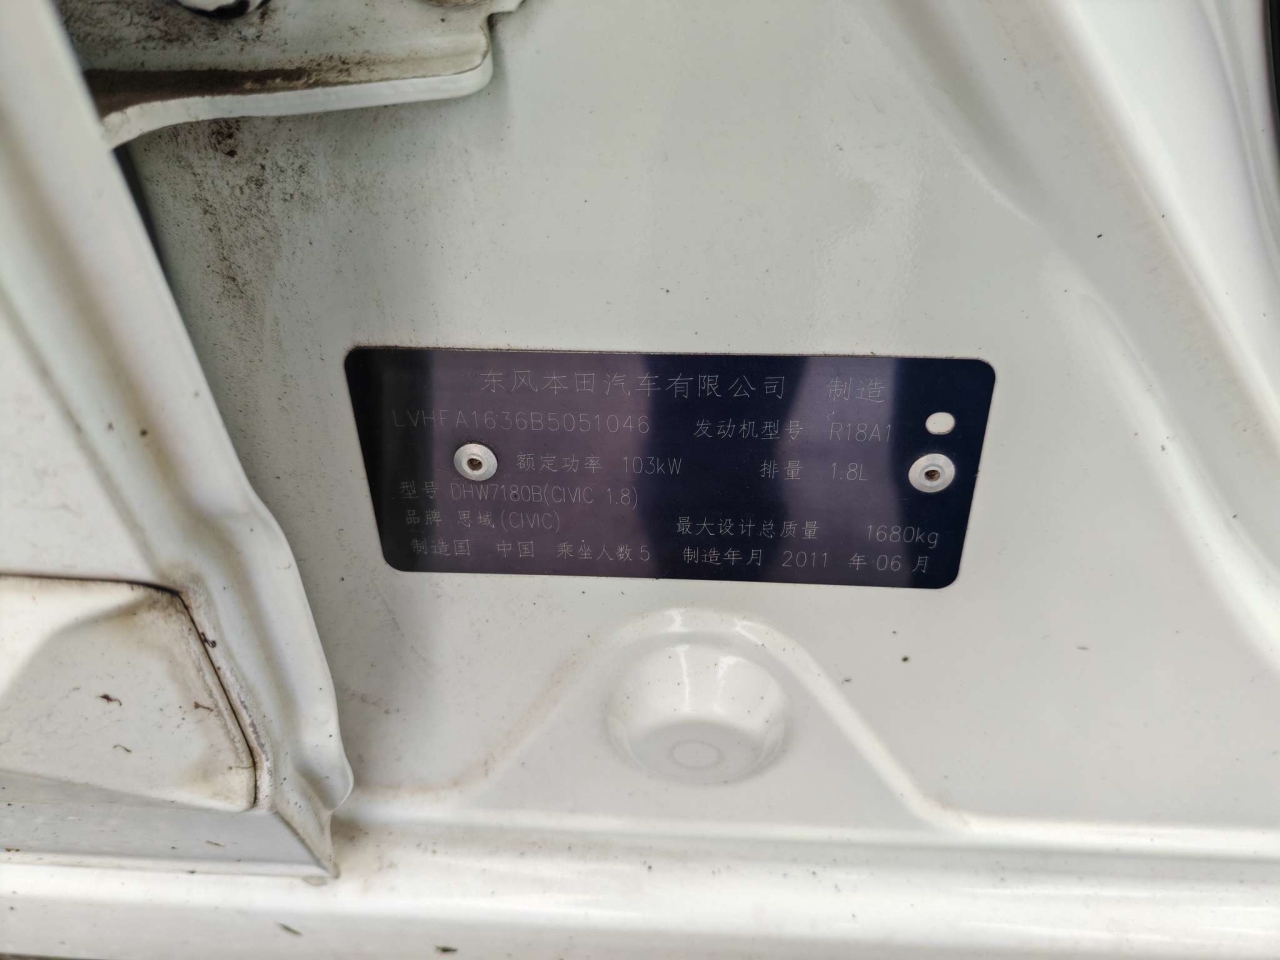 东风本田汽车有限公司 制造
LVHFA1636B5051046 发动机型号 R18A1
额定功率 103kW 排量 1.8L
型号 DHW7180B(CIVIC 1.8)
品牌 思域(CIVIC) 最大设计总质量 1680kg
制造国 中国 乘坐人数5 制造年月 2011 年 06 月